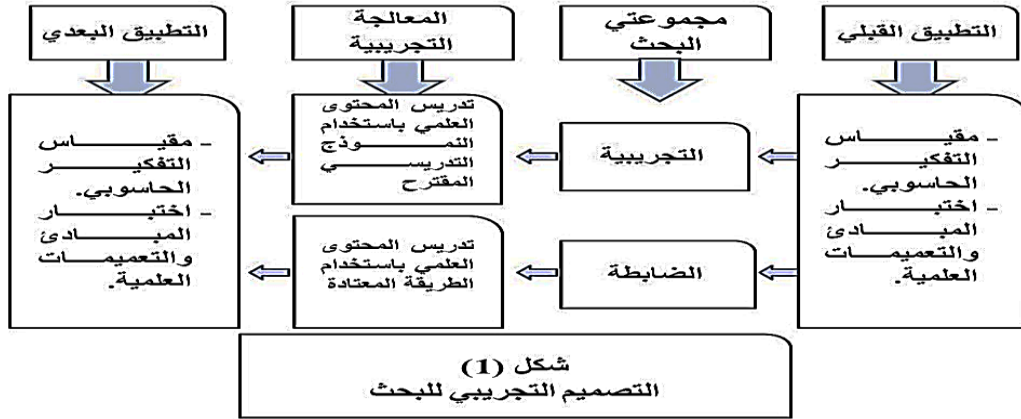 التطبيق القبلي
مجموعتي
البحث
المعالجة
التجريبية
التطبيق البعدي
- مقياس
التفكير
الحاسوبي.
- اختبار
المبادئ
والتعميمات
العلمية.
التجريبية
الضابطة
تدريس المحتوى
العلمي باستخدام
النموذج
التدريسي
المقترح
تدريس المحتوى
العلمي باستخدام
الطريقة المعتادة
- مقياس
التفكير
الحاسوبي.
- اختبار
المبادئ
والتعميمات
العلمية.
شكل (1)
التصميم التجريبي للبحث